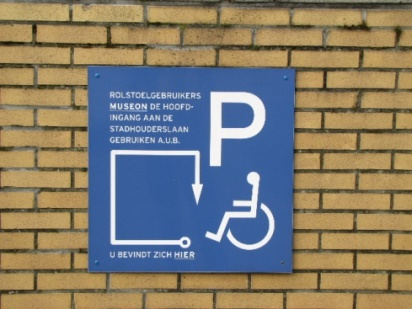 ROLSTOELGEBRUIKERS
MUSEON DE HOOFD-
INGANG AAN DE
STADHOUDERSLAAN
GEBRUIKEN A.U.B.
P
U BEVINDT ZICH HIER